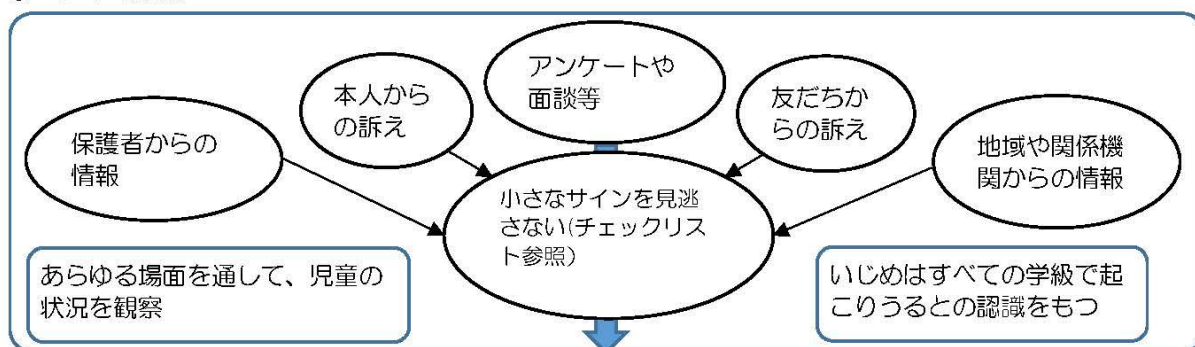 アンケートや
面談等
本人から
の訴え
友だちか
らの訴え
保護者からの
情報
地域や関係機
関からの情報
小さなサインを見逃
さない(チェックリス
ト参照)
あらゆる場面を通して、児童の
状況を観察
いじめはすべての学級で起
こりうるとの認識をもつ